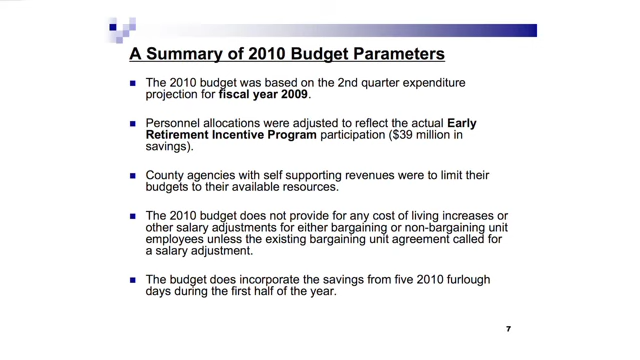 A Summary of 2010 Budget Parameters
The 2010 budget was based on the 2nd quarter expenditure
projection for fiscal year 2009.
Personnel allocations were adjusted to reflect the actual Early
Retirement Incentive Program participation ($39 million in
savings).
County agencies with self supporting revenues were to limit their
budgets to their available resources.
The 2010 budget does not provide for any cost of living increases or
other salary adjustments for either bargaining or non-bargaining unit
employees unless the existing bargaining unit agreement called for
a salary adjustment.
The budget does incorporate the savings from five 2010 furlough
days during the first half of the year.
7